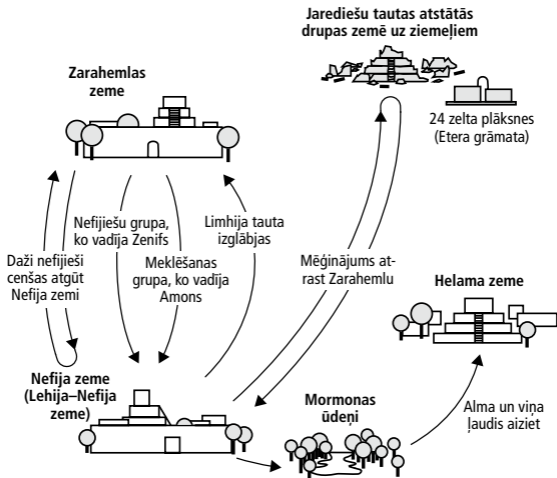 Jarediešu tautas atstātās
drupas zemē uz ziemeļiem
Zarahemlas
zeme
24 zelta plāksnes
(Etera grāmata)
Nefijiešu grupa,
ko vadīja Zenifs
Limhija tauta
izglābjas
Daži nefijieši
cenšas atgūt
Nefija zemi
Meklēšanas
grupa, ko vadīja
Amons
Mēģinājums at-
rast Zarahemlu
Helama zeme
Nefija zeme
(Lehija–Nefija
zeme)
Mormonas
ūdeņi
Alma un viņa
ļaudis aiziet